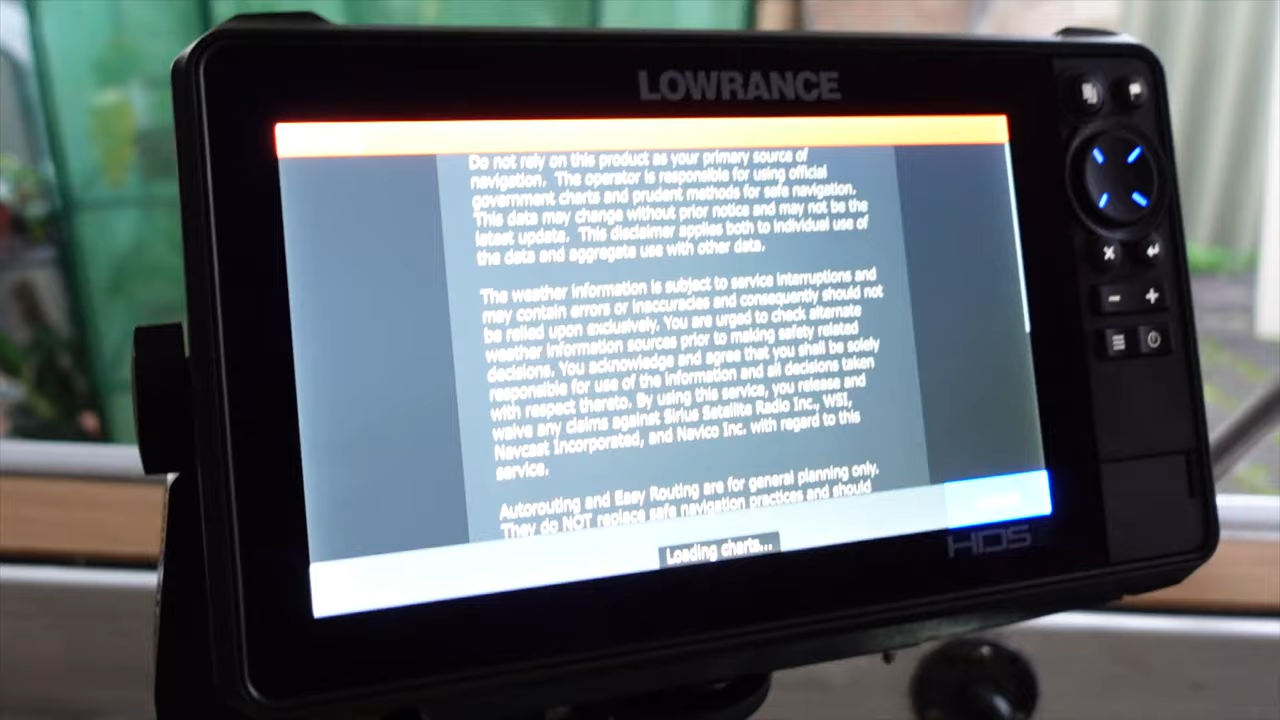 LOWRANCE
Do not rely on this product as your primary source of
navigation. The operator is responsible for using official
government charts and prudent methods for safe navigation.
This data may change without prior notice and may not be the
latest update. This disclaimer applies both to individual use of
the data and aggregate use with other data.
The weather information is subject to service interruptions and
may contain errors or inaccuracies and consequently should not
be relied upon exclusively. You are urged to check alternate
weather information sources prior to making safety related
decisions. You acknowledge and agree that you shall be solely
responsible for use of the information and all decisions taken
with respect thereto. By using this service, you release and
waive any claims against Sirius Satellite Radio Inc., WSI,
Navcast Incorporated, and Navico Inc. with regard to this
service.
Autorouting and Easy Routing are for general planning only.
They do NOT replace safe navigation practices and should
Loading charts...
HDS